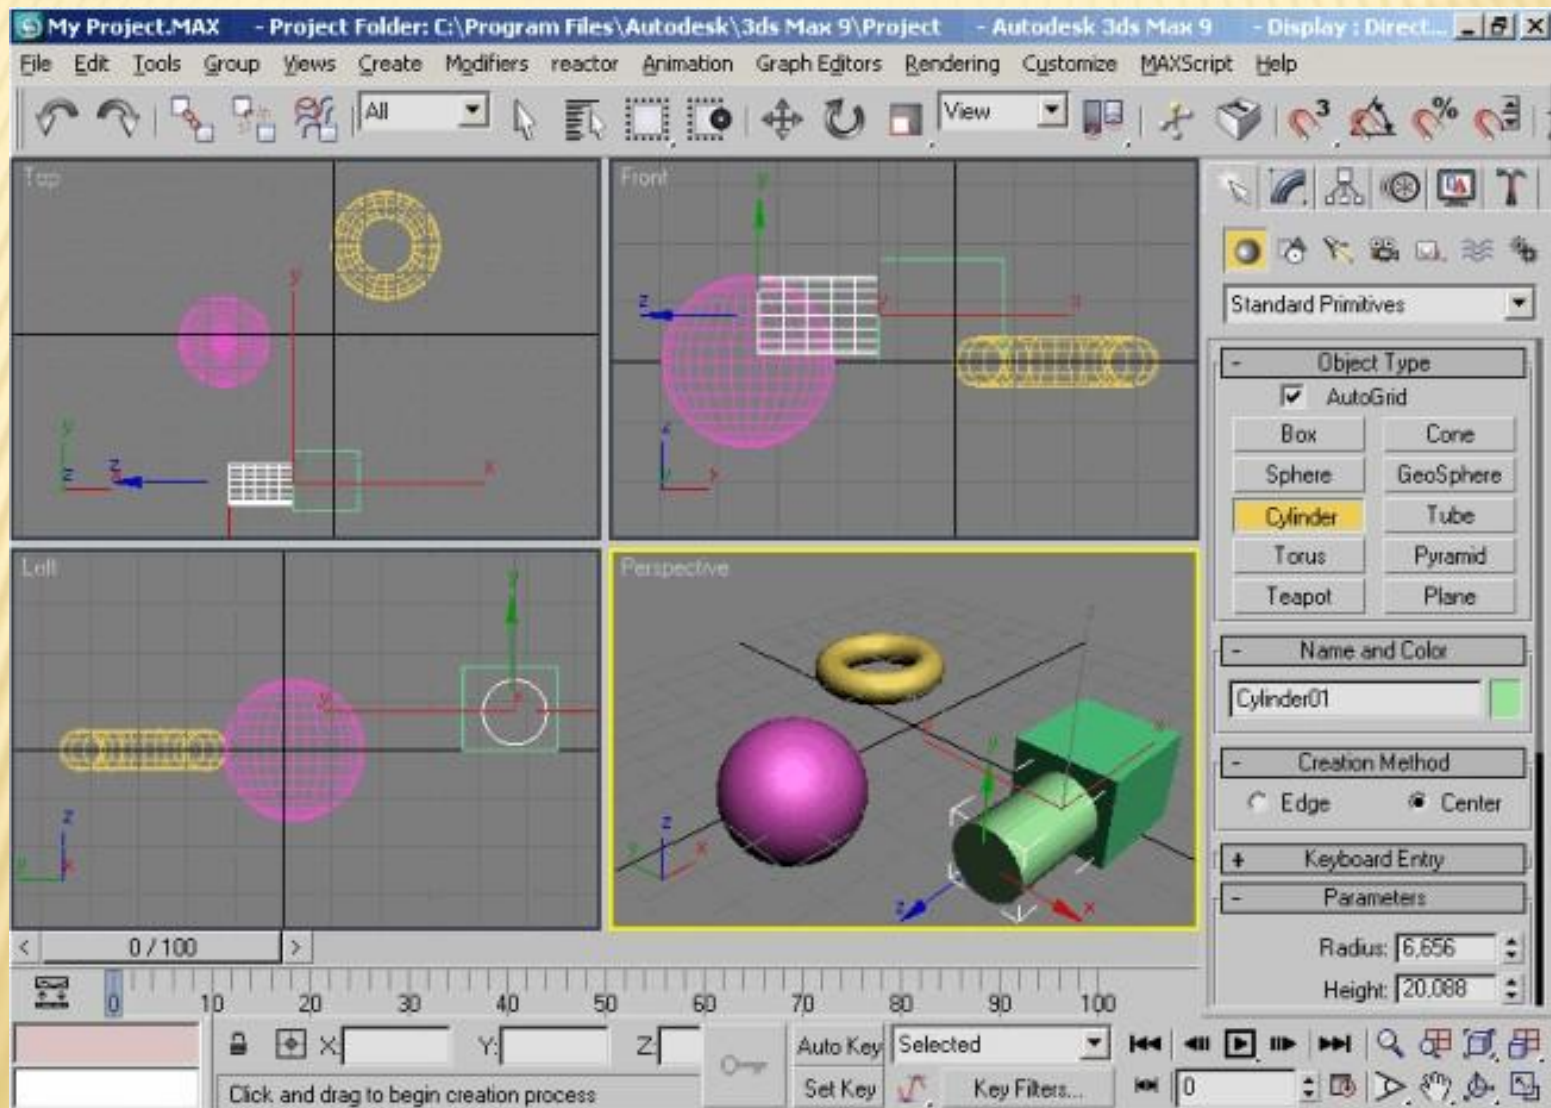 My Project.MAX - Project Folder: C:\Program Files\Autodesk\3ds Max 9\Project - Autodesk 3ds Max 9 - Display : Direct...
File Edit Tools Group Views Create Modifiers reactor Animation Graph Editors Rendering Customize MAXScript Help
All View 3 %
Top Front
Standard Primitives
- Object Type
AutoGrid
Box Cone
Sphere GeoSphere
Cylinder Tube
Torus Pyramid
Teapot Plane
Left Perspective
- Name and Color
Cylinder01
- Creation Method
Edge Center
+ Keyboard Entry
- Parameters
Radius: 6,656
Height: 20,088
< 0 / 100 >
0 10 20 30 40 50 60 70 80 90 100
X: Y: Z: Auto Key Selected
Click and drag to begin creation process Set Key Key Filters... 0